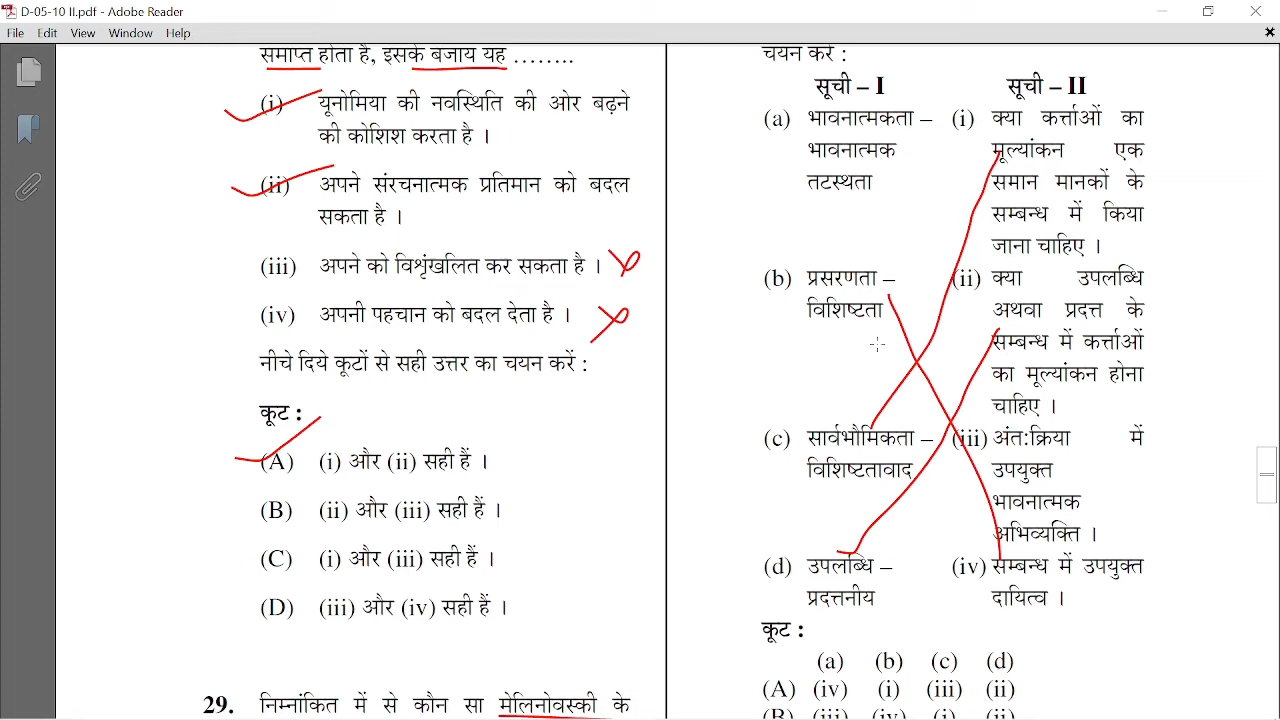 D-05-10 II.pdf - Adobe Reader
File Edit View Window Help
समाप्त होता है, इसके बजाय यह ……..
(i) यूनोमिया की नवस्थिति की ओर बढ़ने
की कोशिश करता है ।
(ii) अपने संरचनात्मक प्रतिमान को बदल
सकता है ।
(iii) अपने को विशृंखलित कर सकता है ।
(iv) अपनी पहचान को बदल देता है ।
नीचे दिये कूटों से सही उत्तर का चयन करें :
कूट :
(A) (i) और (ii) सही हैं ।
(B) (ii) और (iii) सही हैं ।
(C) (i) और (iii) सही हैं ।
(D) (iii) और (iv) सही हैं ।
29. निम्नांकित में से कौन सा मेलिनोवस्की के
चयन करें :
सूची – I सूची – II
(a) भावनात्मकता – (i) क्या कर्त्ताओं का
भावनात्मक मूल्यांकन एक
तटस्थता समान मानकों के
सम्बन्ध में किया
जाना चाहिए ।
(b) प्रसरणता – (ii) क्या उपलब्धि
विशिष्टता अथवा प्रदत्त के
सम्बन्ध में कर्त्ताओं
का मूल्यांकन होना
चाहिए ।
(c) सार्वभौमिकता – (iii) अंत:क्रिया में
विशिष्टतावाद उपयुक्त
भावनात्मक
अभिव्यक्ति ।
(d) उपलब्धि – (iv) सम्बन्ध में उपयुक्त
प्रदत्तनीय दायित्व ।
कूट :
(a) (b) (c) (d)
(A) (iv) (i) (iii) (ii)
(B) (iii) (iv) (i) (ii)